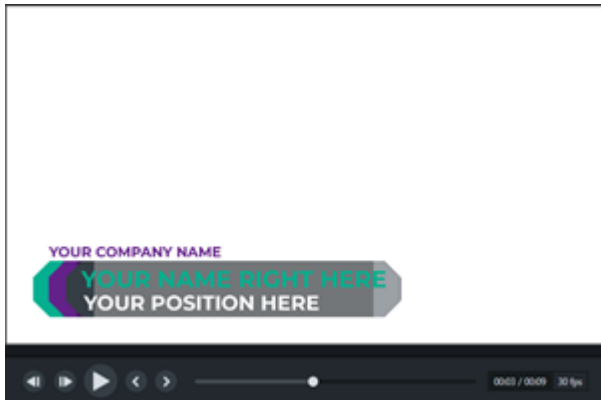 YOUR COMPANY NAME
YOUR NAME RIGHT HERE
YOUR POSITION HERE
00:03 / 00:09 30 fps